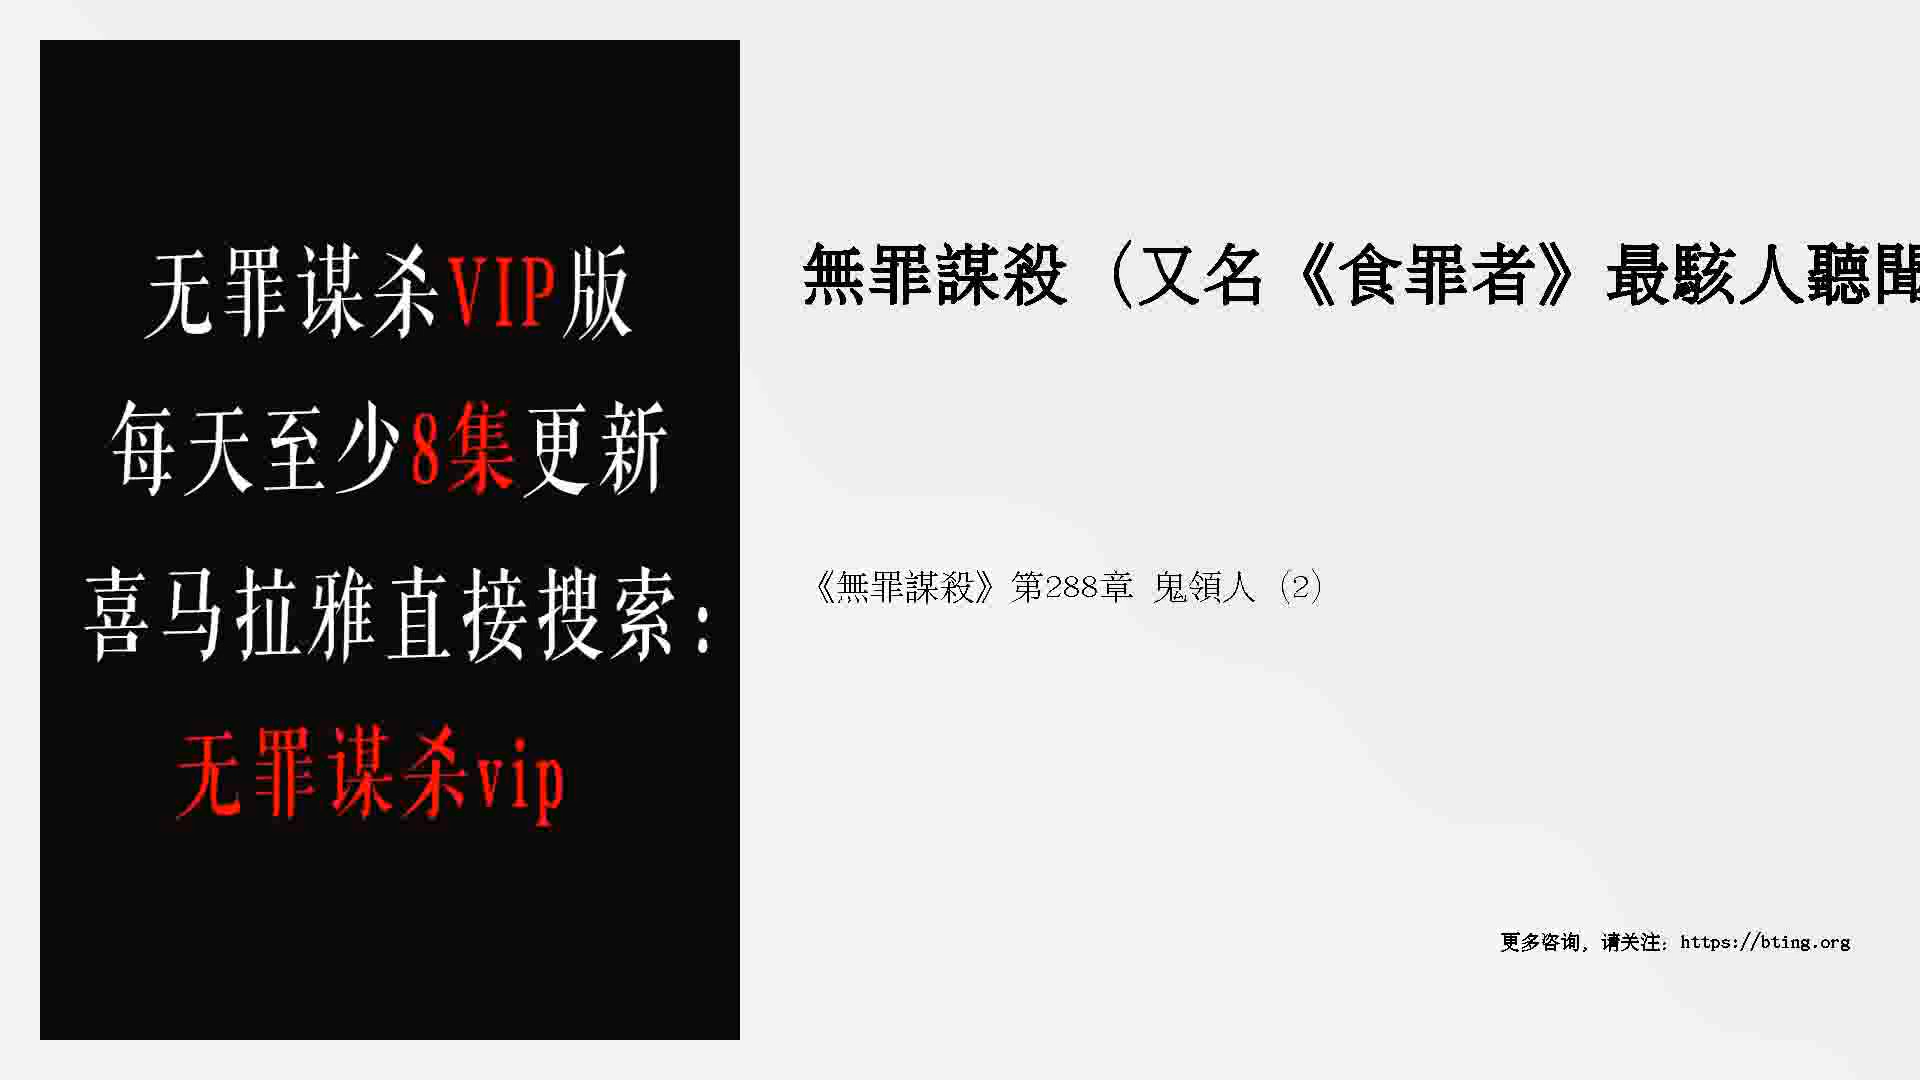 无罪谋杀VIP版
每天至少8集更新
喜马拉雅直接搜索：
无罪谋杀vip
無罪謀殺（又名《食罪者》最駭人聽聞
《無罪謀殺》第288章 鬼領人（2）
更多咨询，请关注：https://bting.org